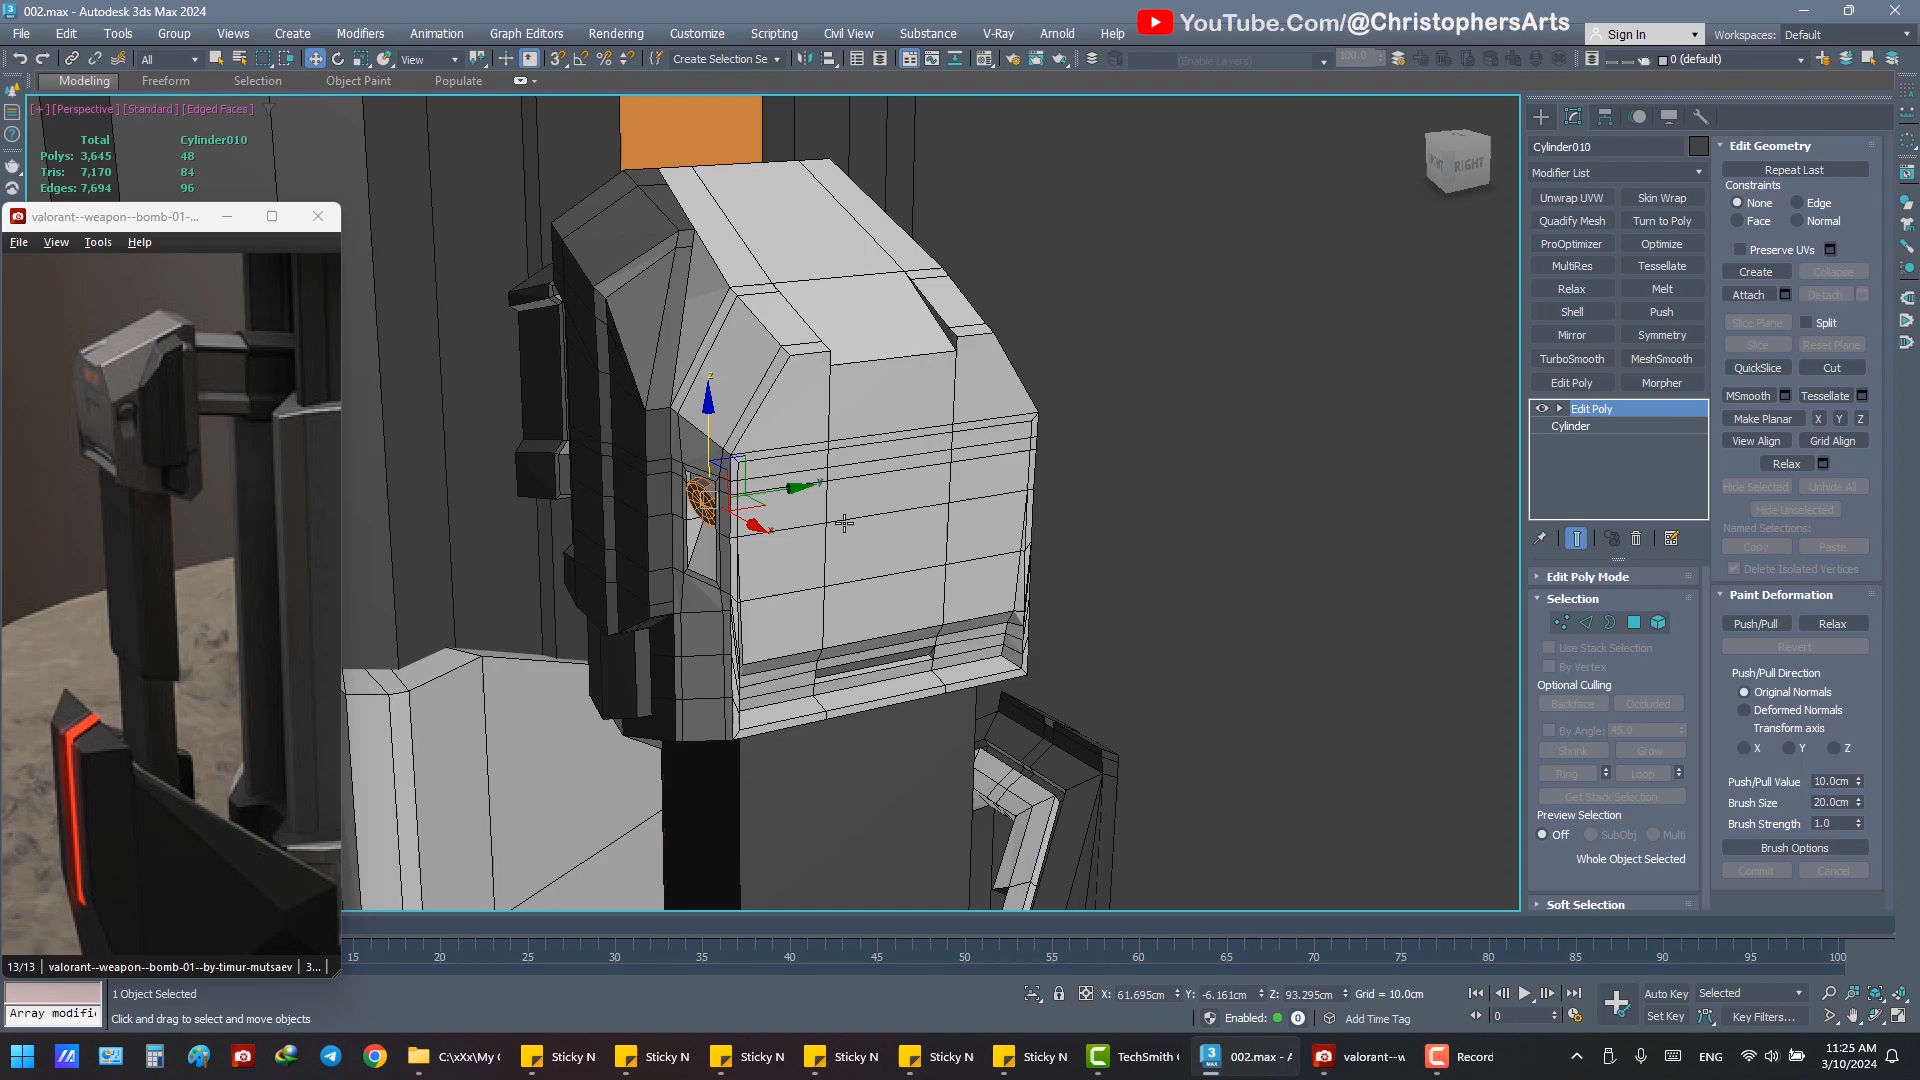 002.max - Autodesk 3ds Max 2024
YouTube.Com/@ChristophersArts
File Edit Tools Group Views Create Modifiers Animation Graph Editors Rendering Customize Scripting Civil View Substance V-Ray Arnold Help
Sign In
Workspaces: Default
All
View
Create Selection Se
(Enable Layers)
100.0
0 (default)
Modeling Freeform Selection Object Paint Populate
[+] [Perspective] [Standard] [Edged Faces]
Total Cylinder010
Polys: 3,645 48
Tris: 7,170 84
Edges: 7,694 96
valorant--weapon--bomb-01-...
File View Tools Help
13/13 valorant--weapon--bomb-01--by-timur-mutsaev 3...
z
y
x
RIGHT
Cylinder010
Modifier List
Unwrap UVW Skin Wrap
Quadify Mesh Turn to Poly
ProOptimizer Optimize
MultiRes Tessellate
Relax Melt
Shell Push
Mirror Symmetry
TurboSmooth MeshSmooth
Edit Poly Morpher
Edit Poly
Cylinder
Edit Poly Mode
Selection
Use Stack Selection
By Vertex
Optional Culling
Backface Occluded
By Angle: 45.0
Shrink Grow
Ring Loop
Get Stack Selection
Preview Selection
Off SubObj Multi
Whole Object Selected
Soft Selection
Edit Geometry
Repeat Last
Constraints
None Edge
Face Normal
Preserve UVs
Create Collapse
Attach Detach
Slice Plane Split
Slice Reset Plane
QuickSlice Cut
MSmooth Tessellate
Make Planar X Y Z
View Align Grid Align
Relax
Hide Selected Unhide All
Hide Unselected
Named Selections:
Copy Paste
Delete Isolated Vertices
Paint Deformation
Push/Pull Relax
Revert
Push/Pull Direction
Original Normals
Deformed Normals
Transform axis
X Y Z
Push/Pull Value 10.0cm
Brush Size 20.0cm
Brush Strength 1.0
Brush Options
Commit Cancel
15 20 25 30 35 40 45 50 55 60 65 70 75 80 85 90 95 100
Array modifi
1 Object Selected
Click and drag to select and move objects
X: 61.695cm Y: -6.161cm Z: 93.295cm Grid = 10.0cm
Enabled: 0 Add Time Tag
0
Auto Key Selected
Set Key Key Filters...
C:\xXx\My (
Sticky N
Sticky N
Sticky N
Sticky N
Sticky N
Sticky N
TechSmith
002.max - A
valorant--w
Record
ENG
11:25 AM
3/10/2024